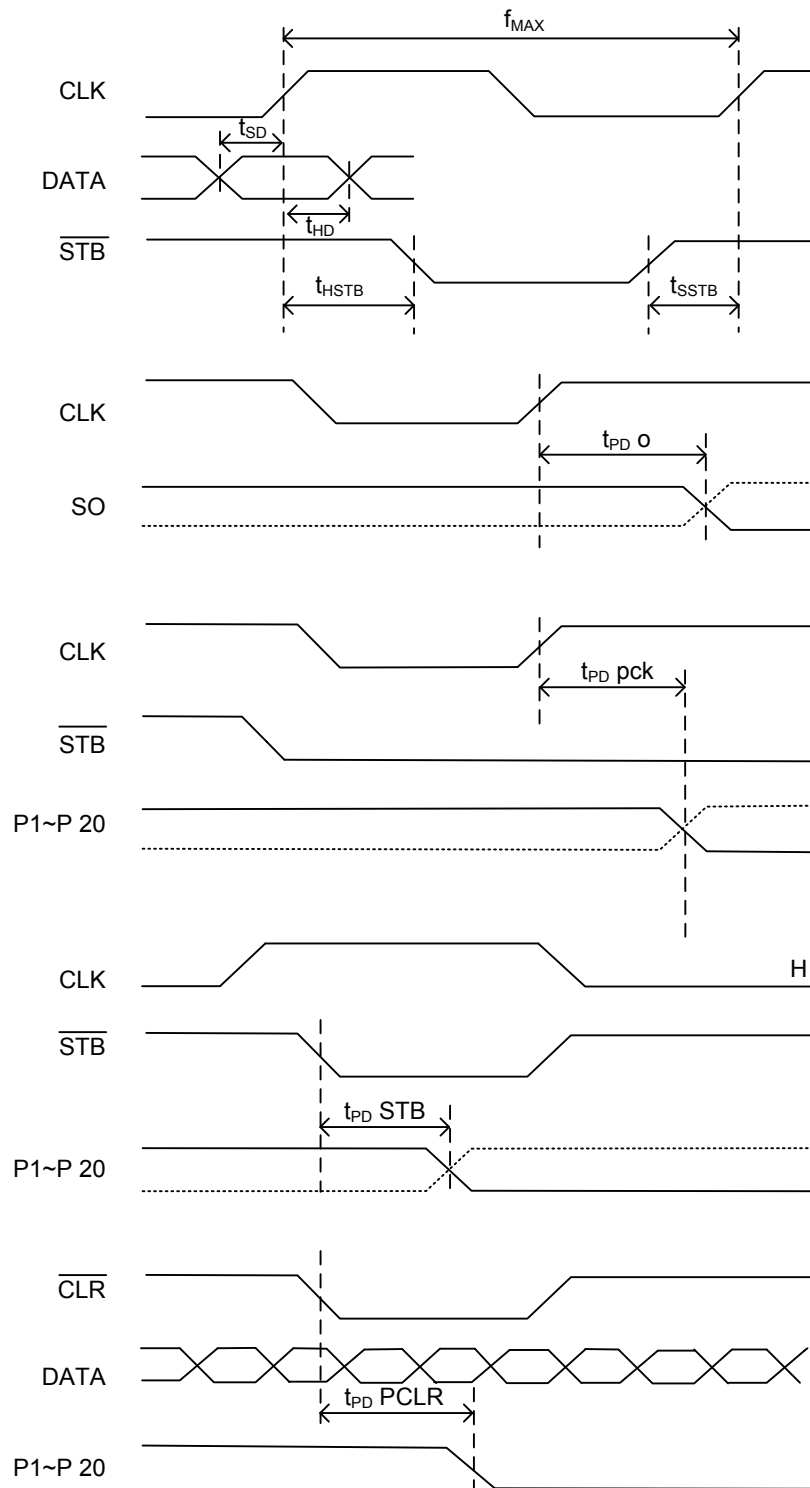 fMAX
CLK
tSD
DATA
tHD
STB
tHSTB
tSSTB
CLK
tPD o
SO
CLK
tPD pck
STB
P1~P 20
CLK
H
STB
tPD STB
P1~P 20
CLR
DATA
tPD PCLR
P1~P 20